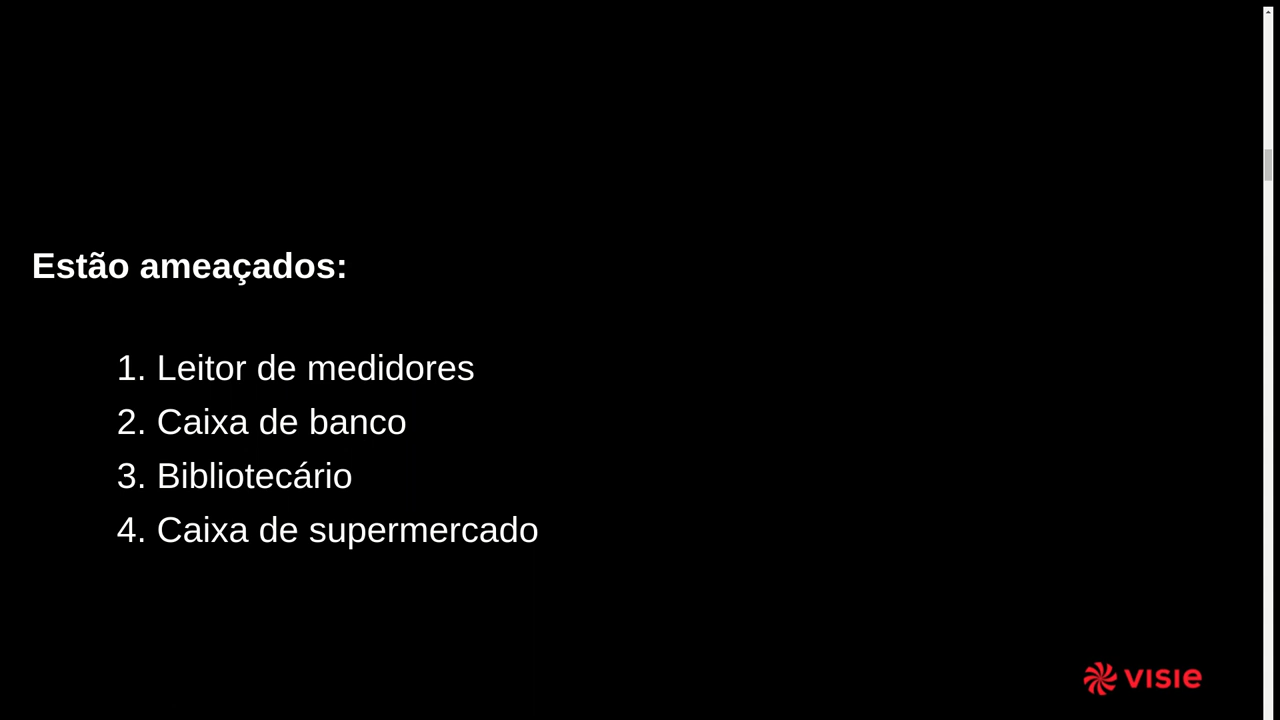 Estão ameaçados:
1. Leitor de medidores
2. Caixa de banco
3. Bibliotecário
4. Caixa de supermercado
VISIE